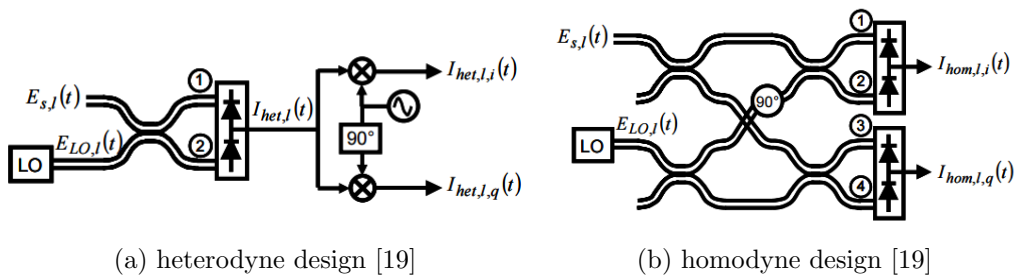 E_{s,l}(t)
LO
E_{LO,l}(t)
①
②
I_{het,l}(t)
90°
I_{het,l,i}(t)
I_{het,l,q}(t)
(a) heterodyne design [19]
E_{s,l}(t)
LO
E_{LO,l}(t)
90°
①
②
③
④
I_{hom,l,i}(t)
I_{hom,l,q}(t)
(b) homodyne design [19]